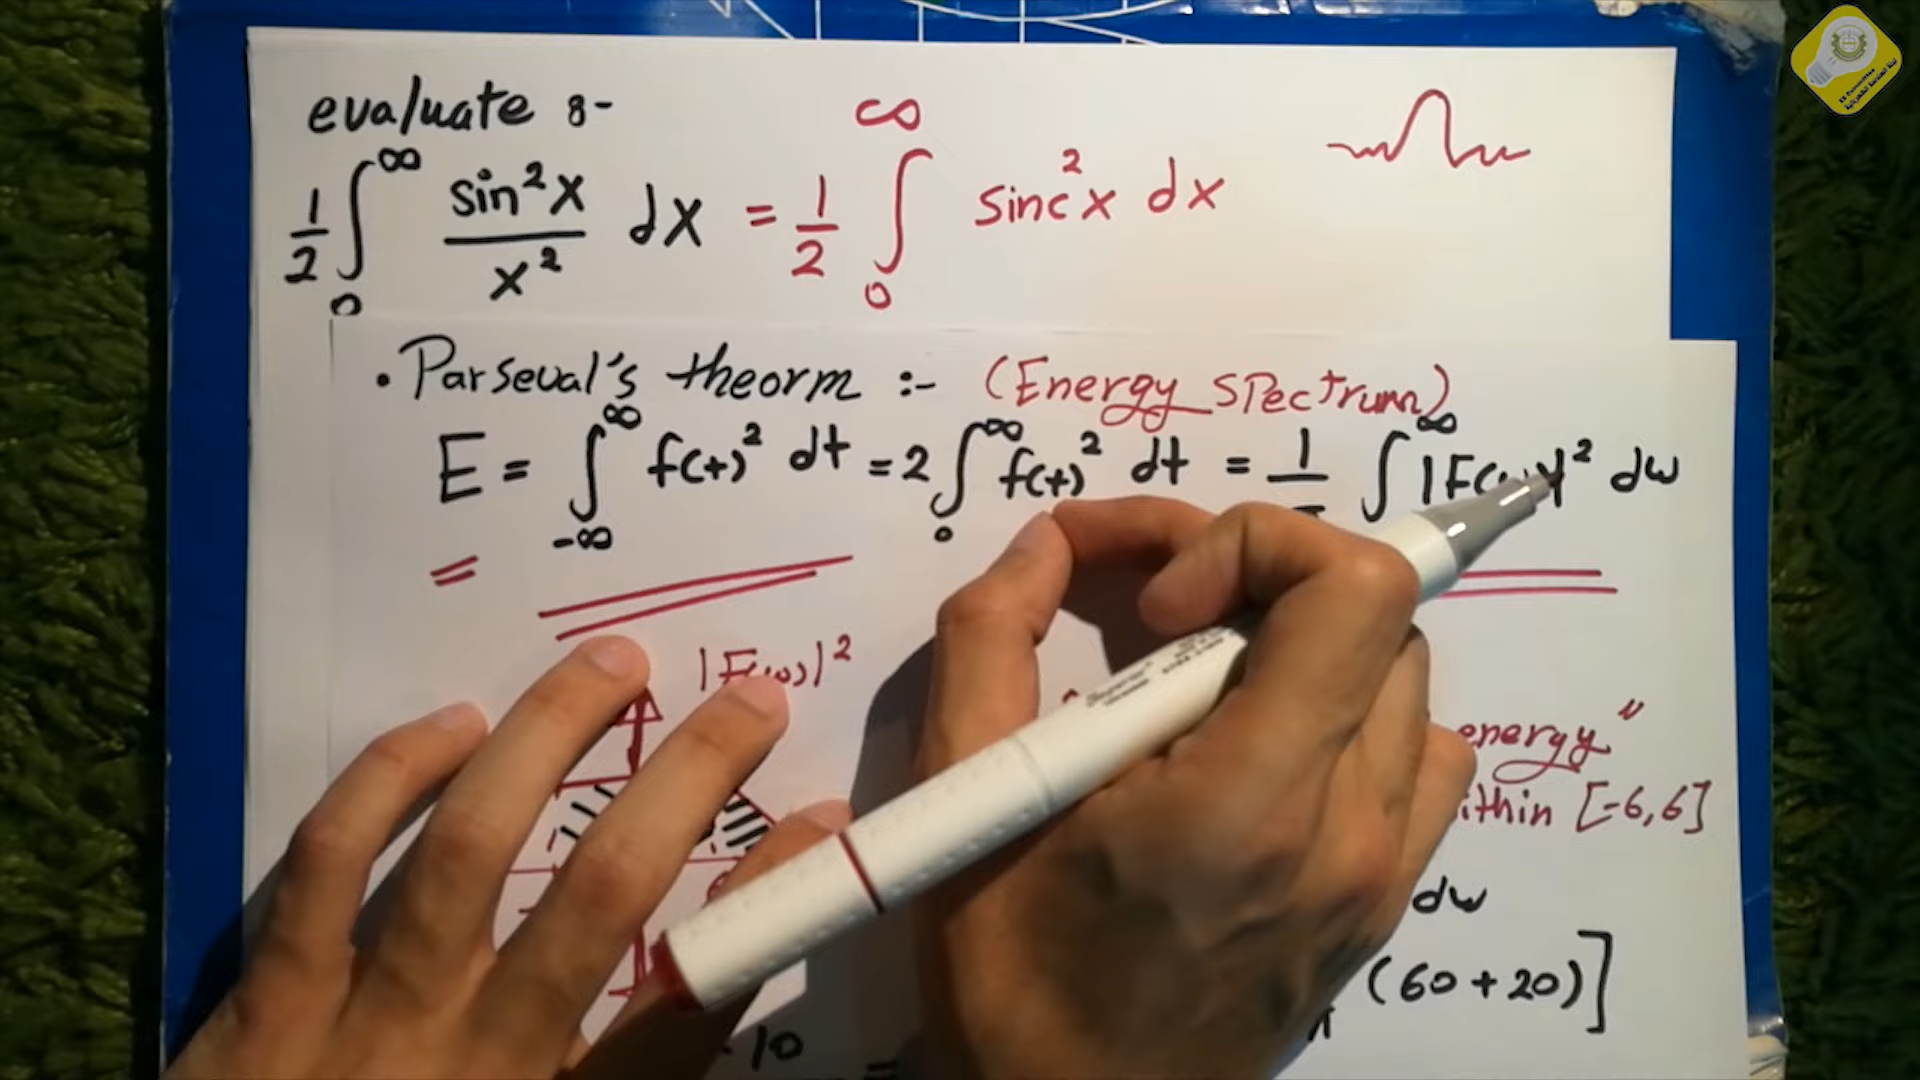 evaluate 8-
1/2 ∫₀^∞ sin²x / x² dx = 1/2 ∫₀^∞ sinc²x dx
• Parseval's theorm :- (Energy SPectrum)
E = ∫_{-∞}^{∞} f(t)² dt = 2 ∫₀^∞ f(t)² dt = 1 ∫^∞ |F( )|² dw
=
|F(w)|²
energy"
ithin [-6,6]
dw
(60+20)]
π
10 =